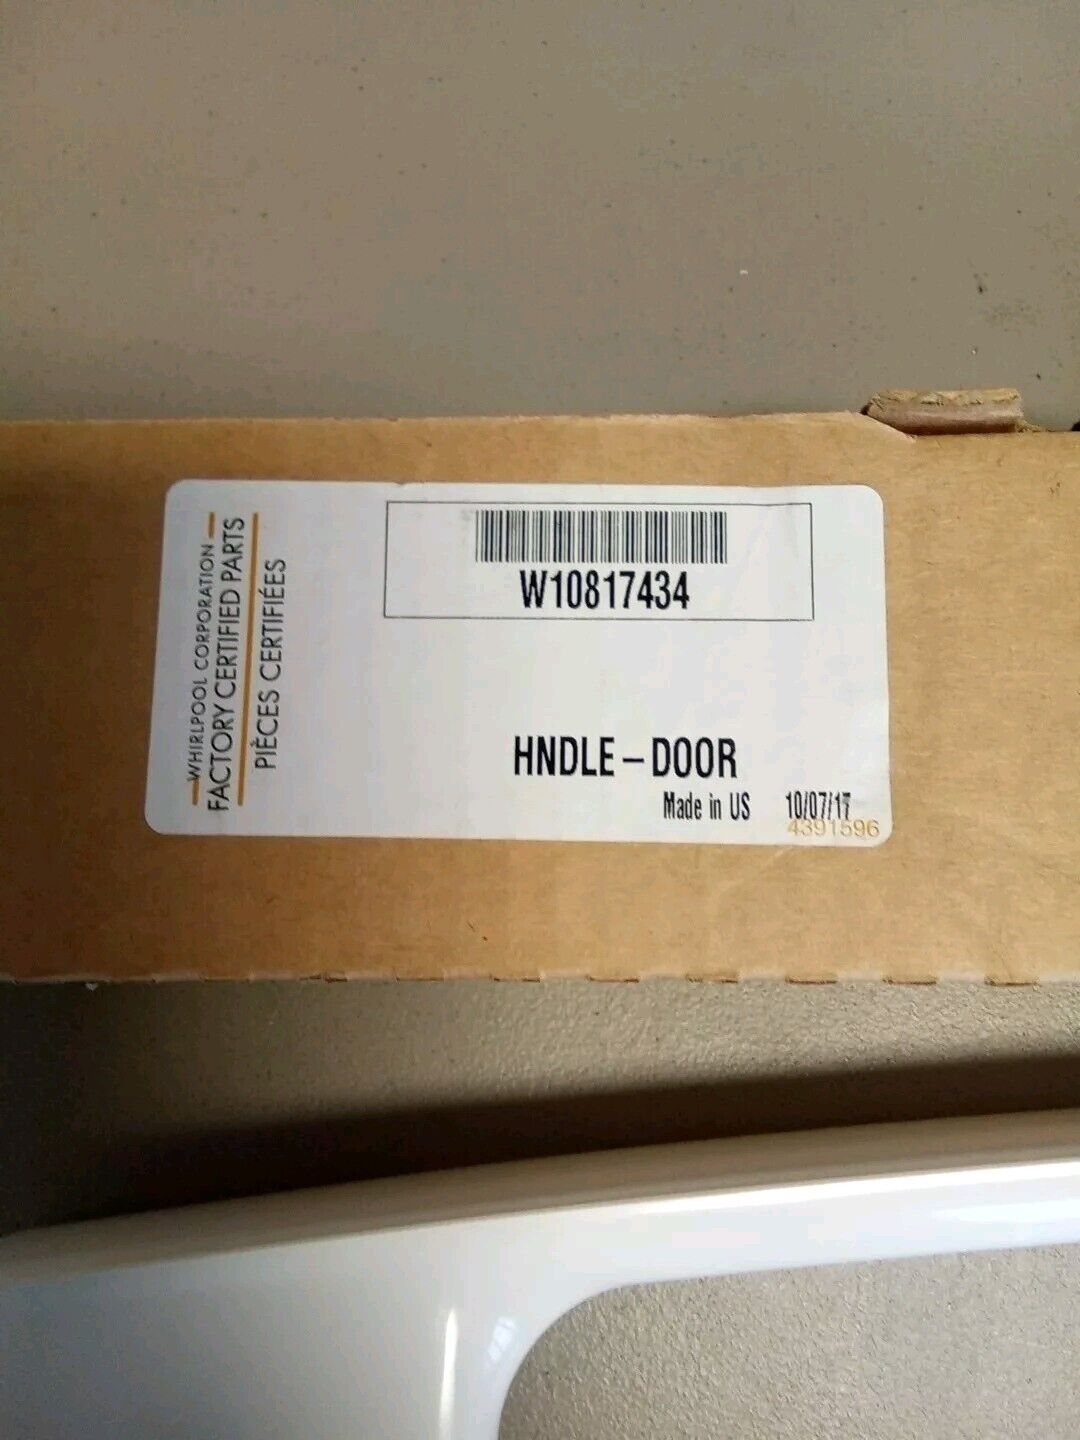 WHIRLPOOL CORPORATION
FACTORY CERTIFIED PARTS
PIÈCES CERTIFIÉES
W10817434
HNDLE-DOOR
Made in US 10/07/17
4391596